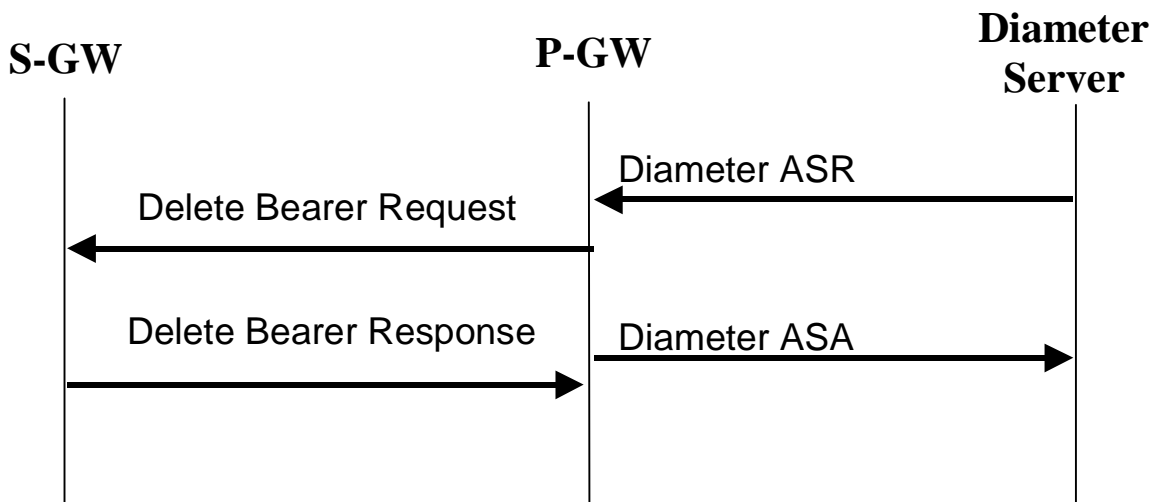 S-GW
P-GW
Diameter
Server
Diameter ASR
Delete Bearer Request
Delete Bearer Response
Diameter ASA